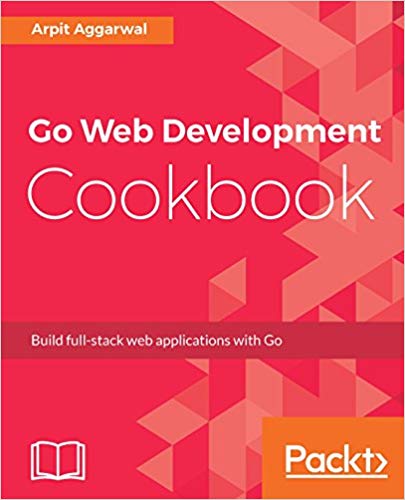 Arpit Aggarwal
Go Web Development
Cookbook
Build full-stack web applications with Go
Packt>